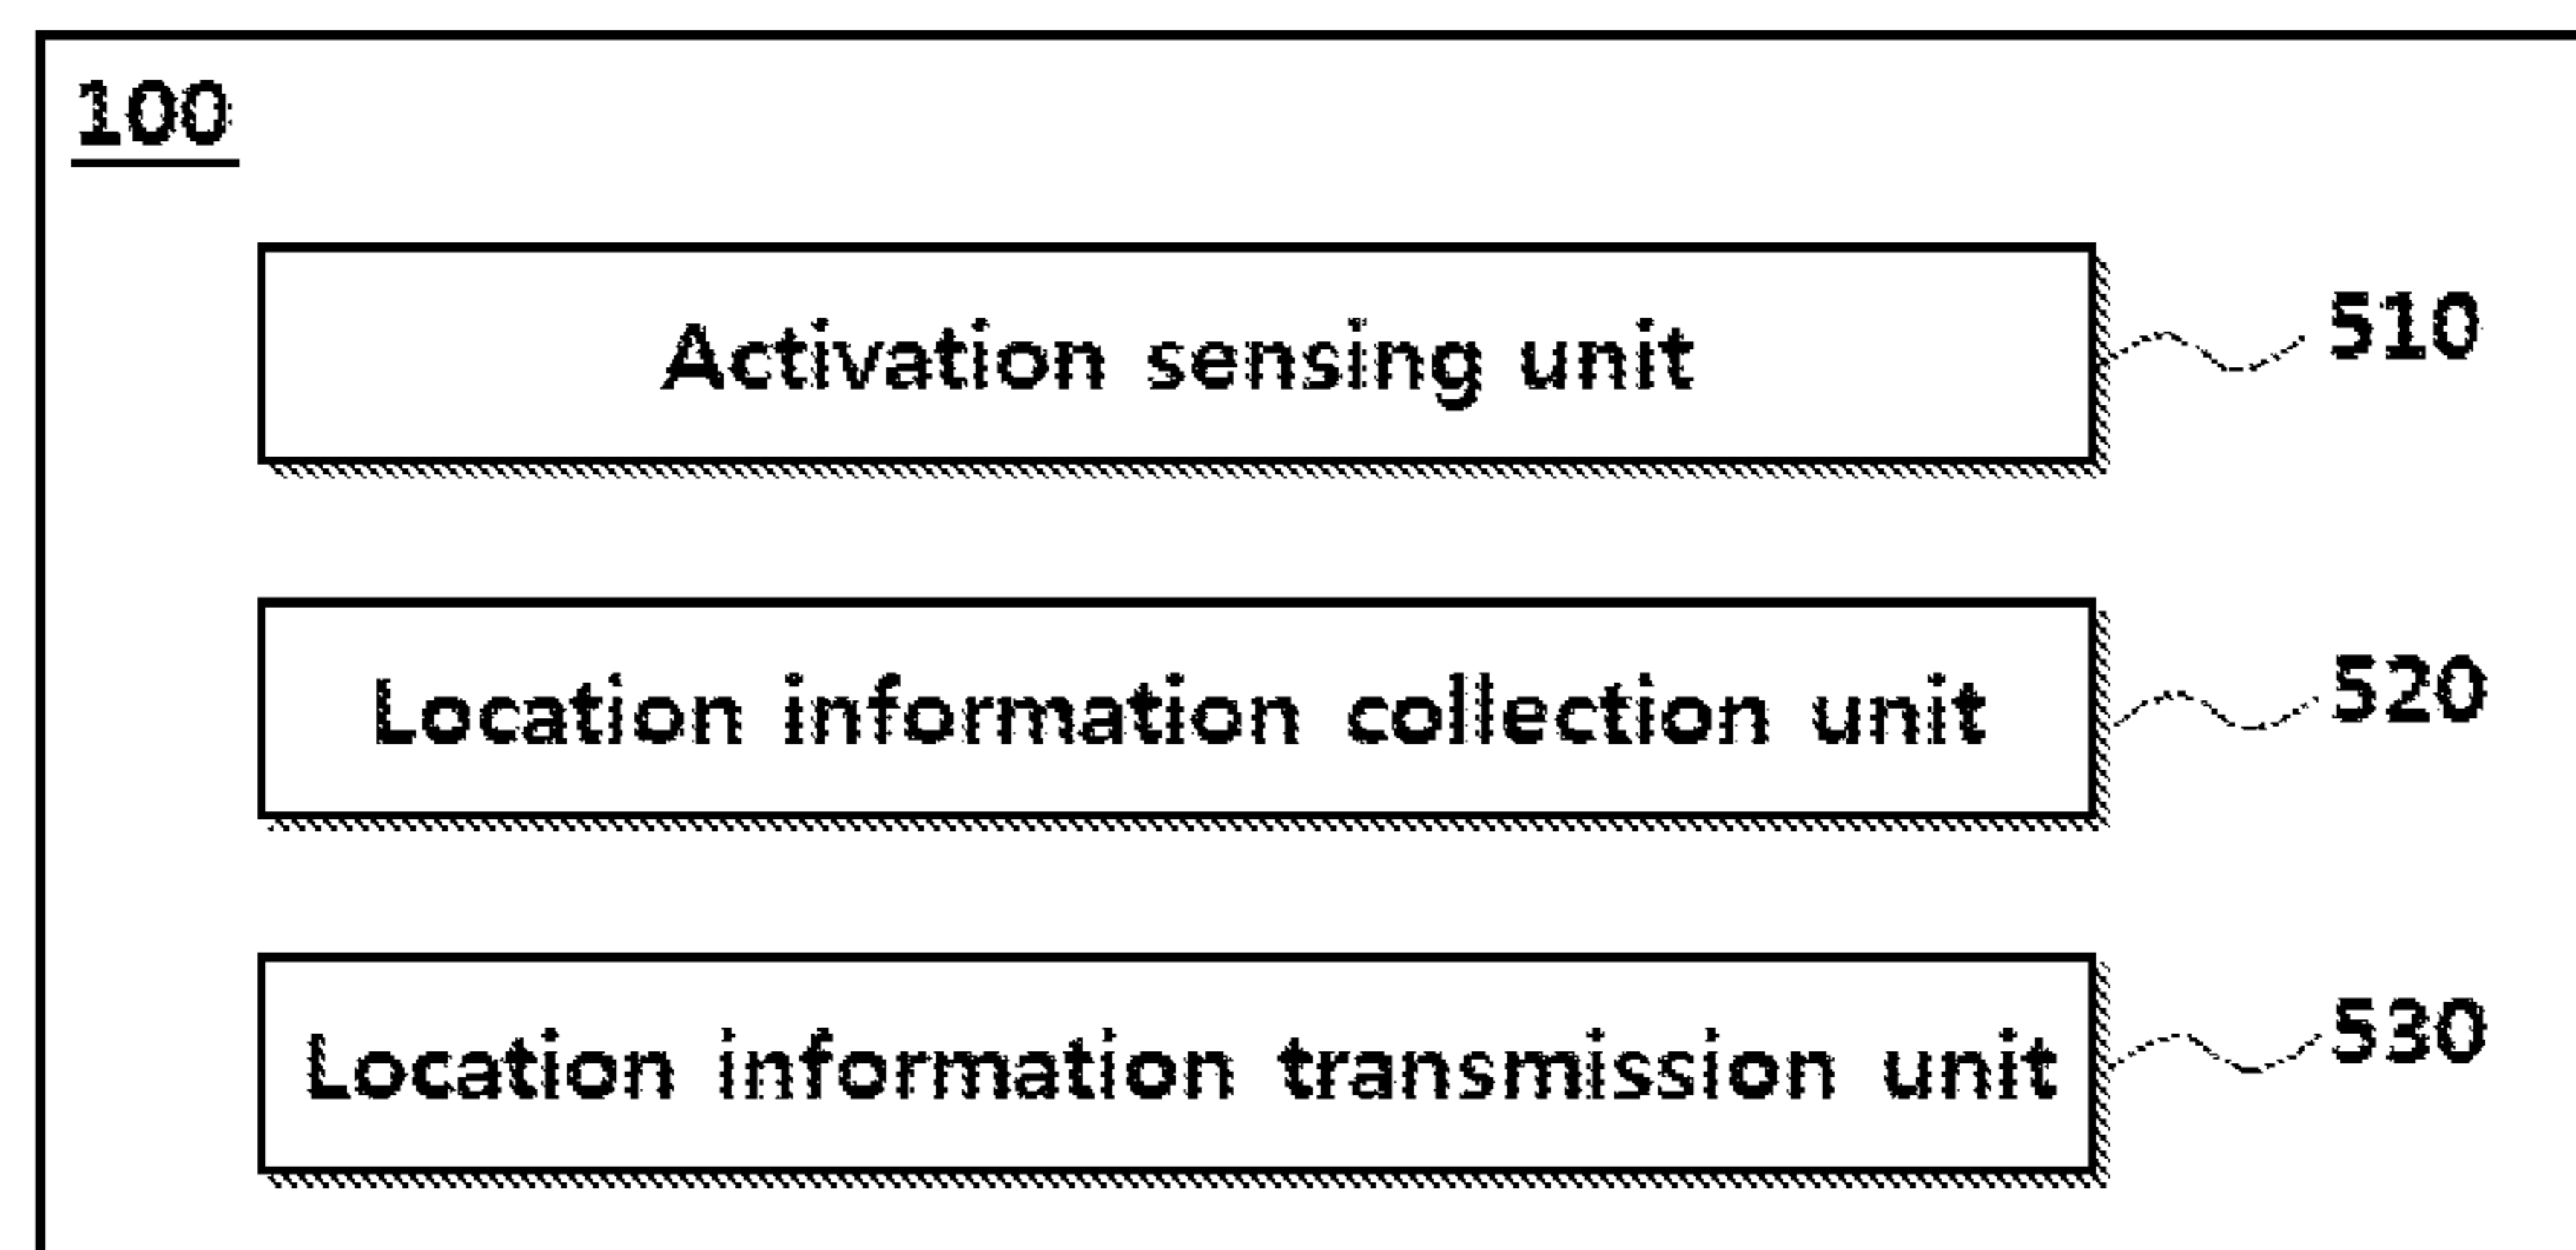 100
Activation sensing unit 510
Location information collection unit 520
Location information transmission unit 530